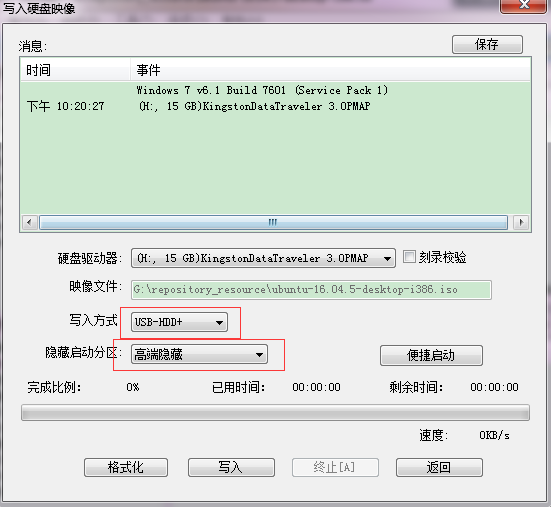 写入硬盘映像
消息:
保存
时间 事件
Windows 7 v6.1 Build 7601 (Service Pack 1)
下午 10:20:27 (H:, 15 GB)KingstonDataTraveler 3.0PMAP
硬盘驱动器: (H:, 15 GB)KingstonDataTraveler 3.0PMAP 刻录校验
映像文件: G:\repository_resource\ubuntu-16.04.5-desktop-i386.iso
写入方式 USB-HDD+
隐藏启动分区: 高端隐藏 便捷启动
完成比例: 0% 已用时间: 00:00:00 剩余时间: 00:00:00
速度: 0KB/s
格式化 写入 终止[A] 返回